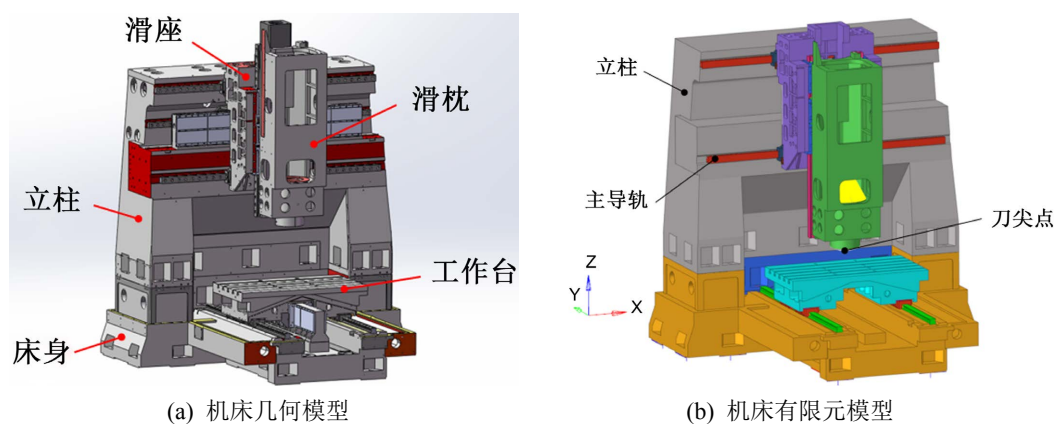 滑座
滑枕
立柱
工作台
床身
(a) 机床几何模型
立柱
主导轨
刀尖点
Z
Y
X
(b) 机床有限元模型